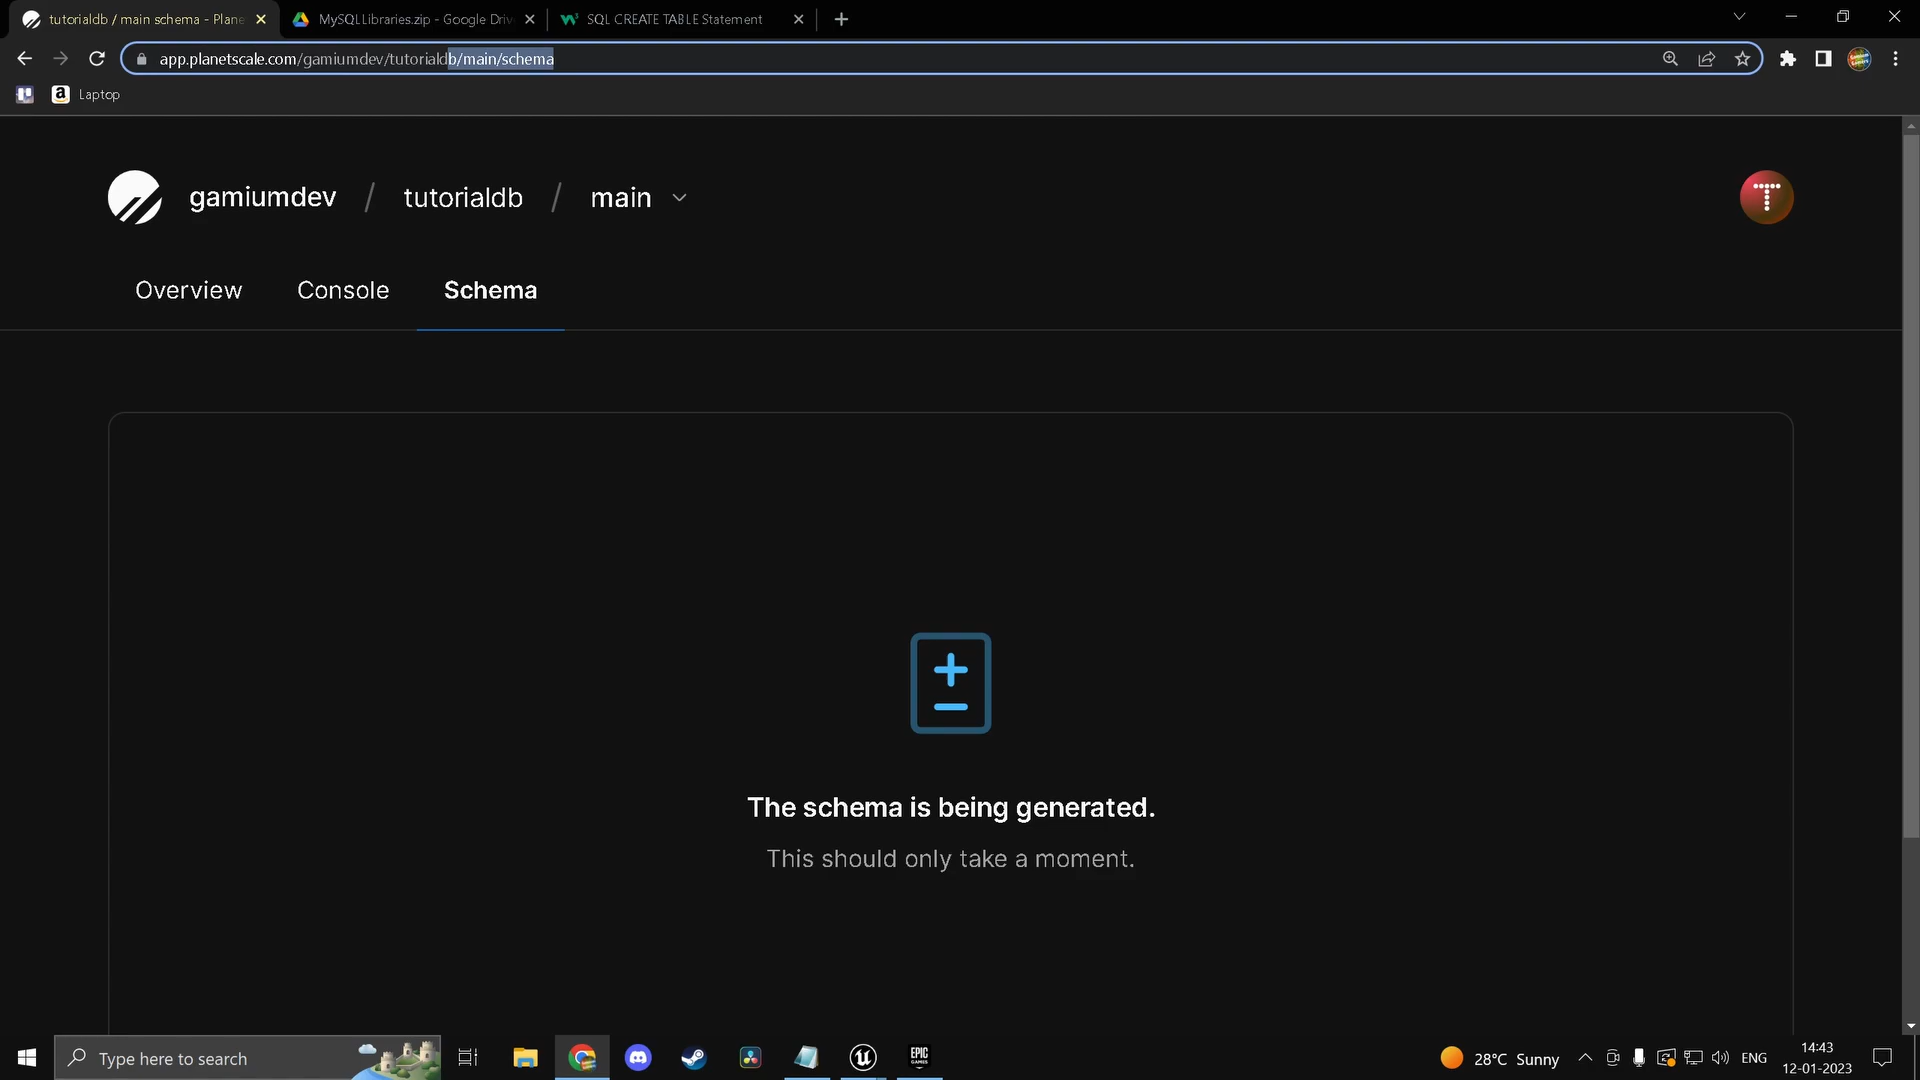 tutorialdb / main schema - Plane
MySQLLibraries.zip - Google Driv
SQL CREATE TABLE Statement
app.planetscale.com/gamiumdev/tutorialdb/main/schema
Laptop
gamiumdev / tutorialdb / main
T
Overview Console Schema
The schema is being generated.
This should only take a moment.
Type here to search
EPIC GAMES
28°C Sunny
ENG
14:43
12-01-2023